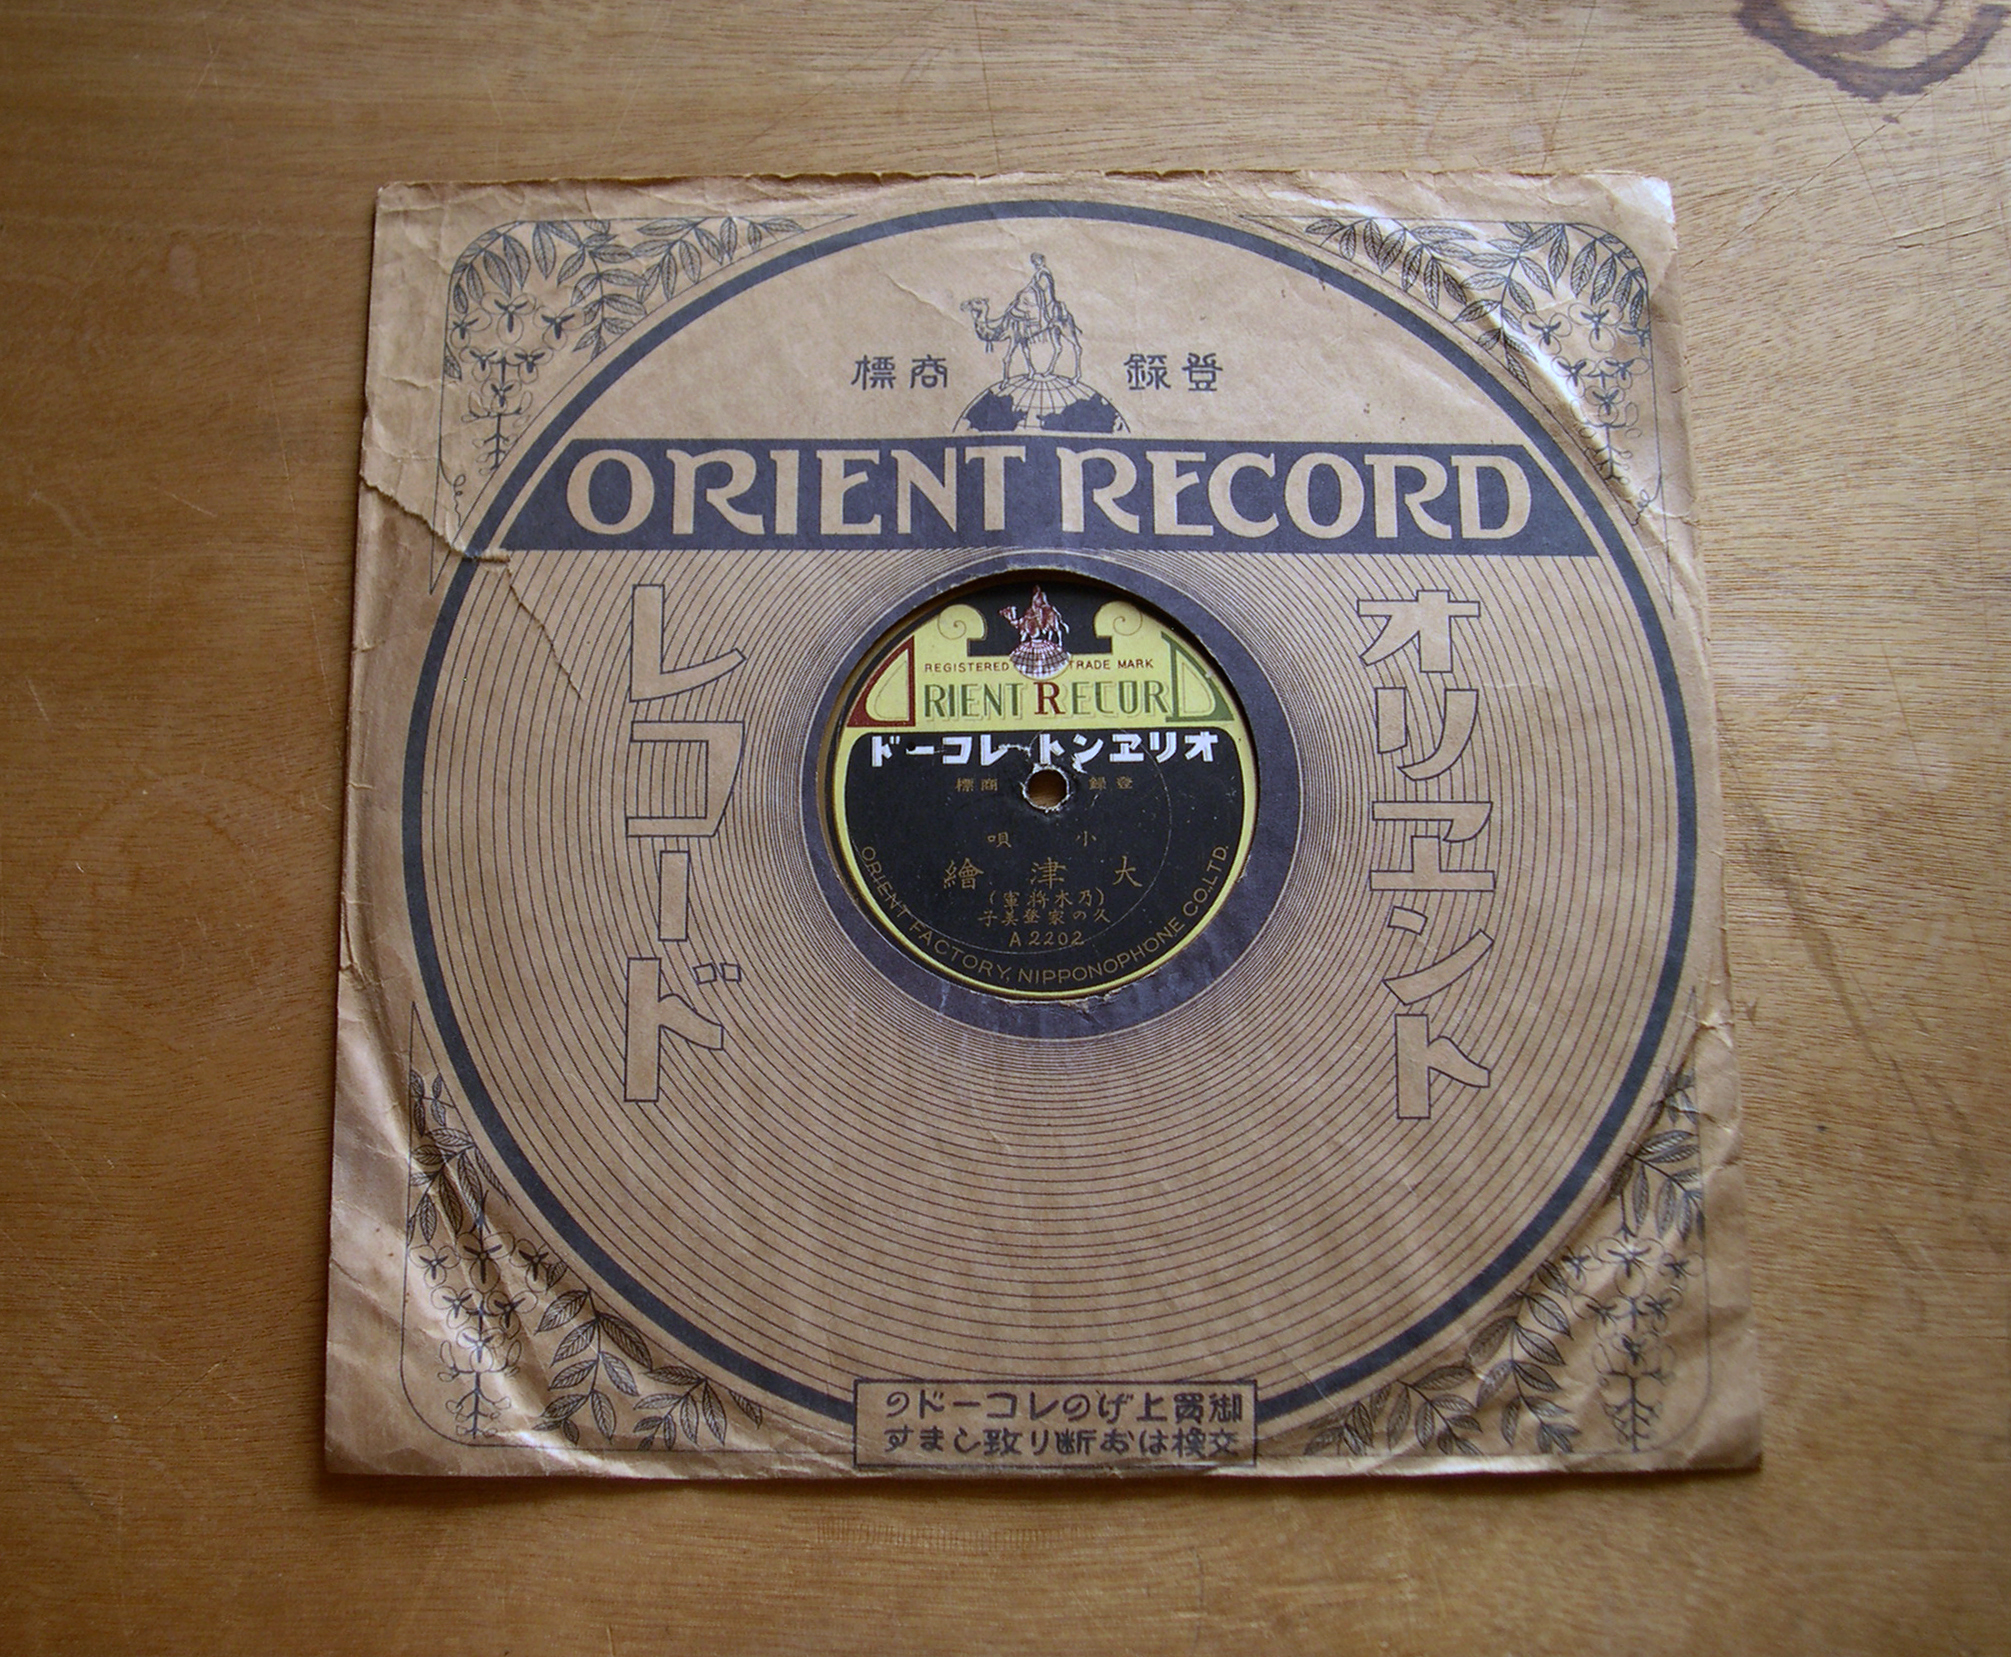 登録商標
ORIENT RECORD
オリヱント
レコード
REGISTERED TRADE MARK
ORIENT RECORD
オリヱントレコード
登録商標
小唄
大津繪
(乃木将軍)
久の家登美子
A2202
ORIENT FACTORY, NIPPONOPHONE CO., LTD.
御買上げのレコードの
交換はお断り致します